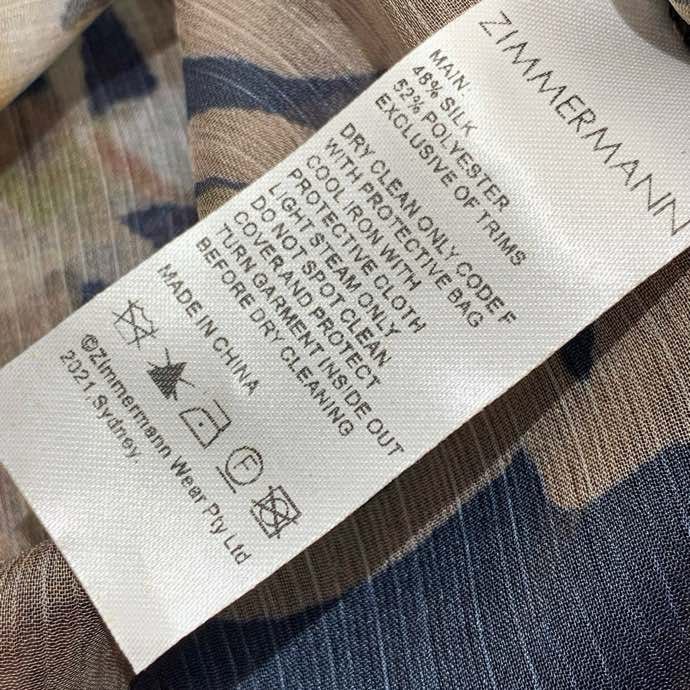 ZIMMERMANN
MAIN:
48% SILK
52% POLYESTER
EXCLUSIVE OF TRIMS
DRY CLEAN ONLY CODE F
WITH PROTECTIVE BAG
COOL IRON WITH
PROTECTIVE CLOTH
LIGHT STEAM ONLY
DO NOT SPOT CLEAN
COVER AND PROTECT
TURN GARMENT INSIDE OUT
BEFORE DRY CLEANING
MADE IN CHINA
F
©Zimmermann Wear Pty Ltd
2021, Sydney.